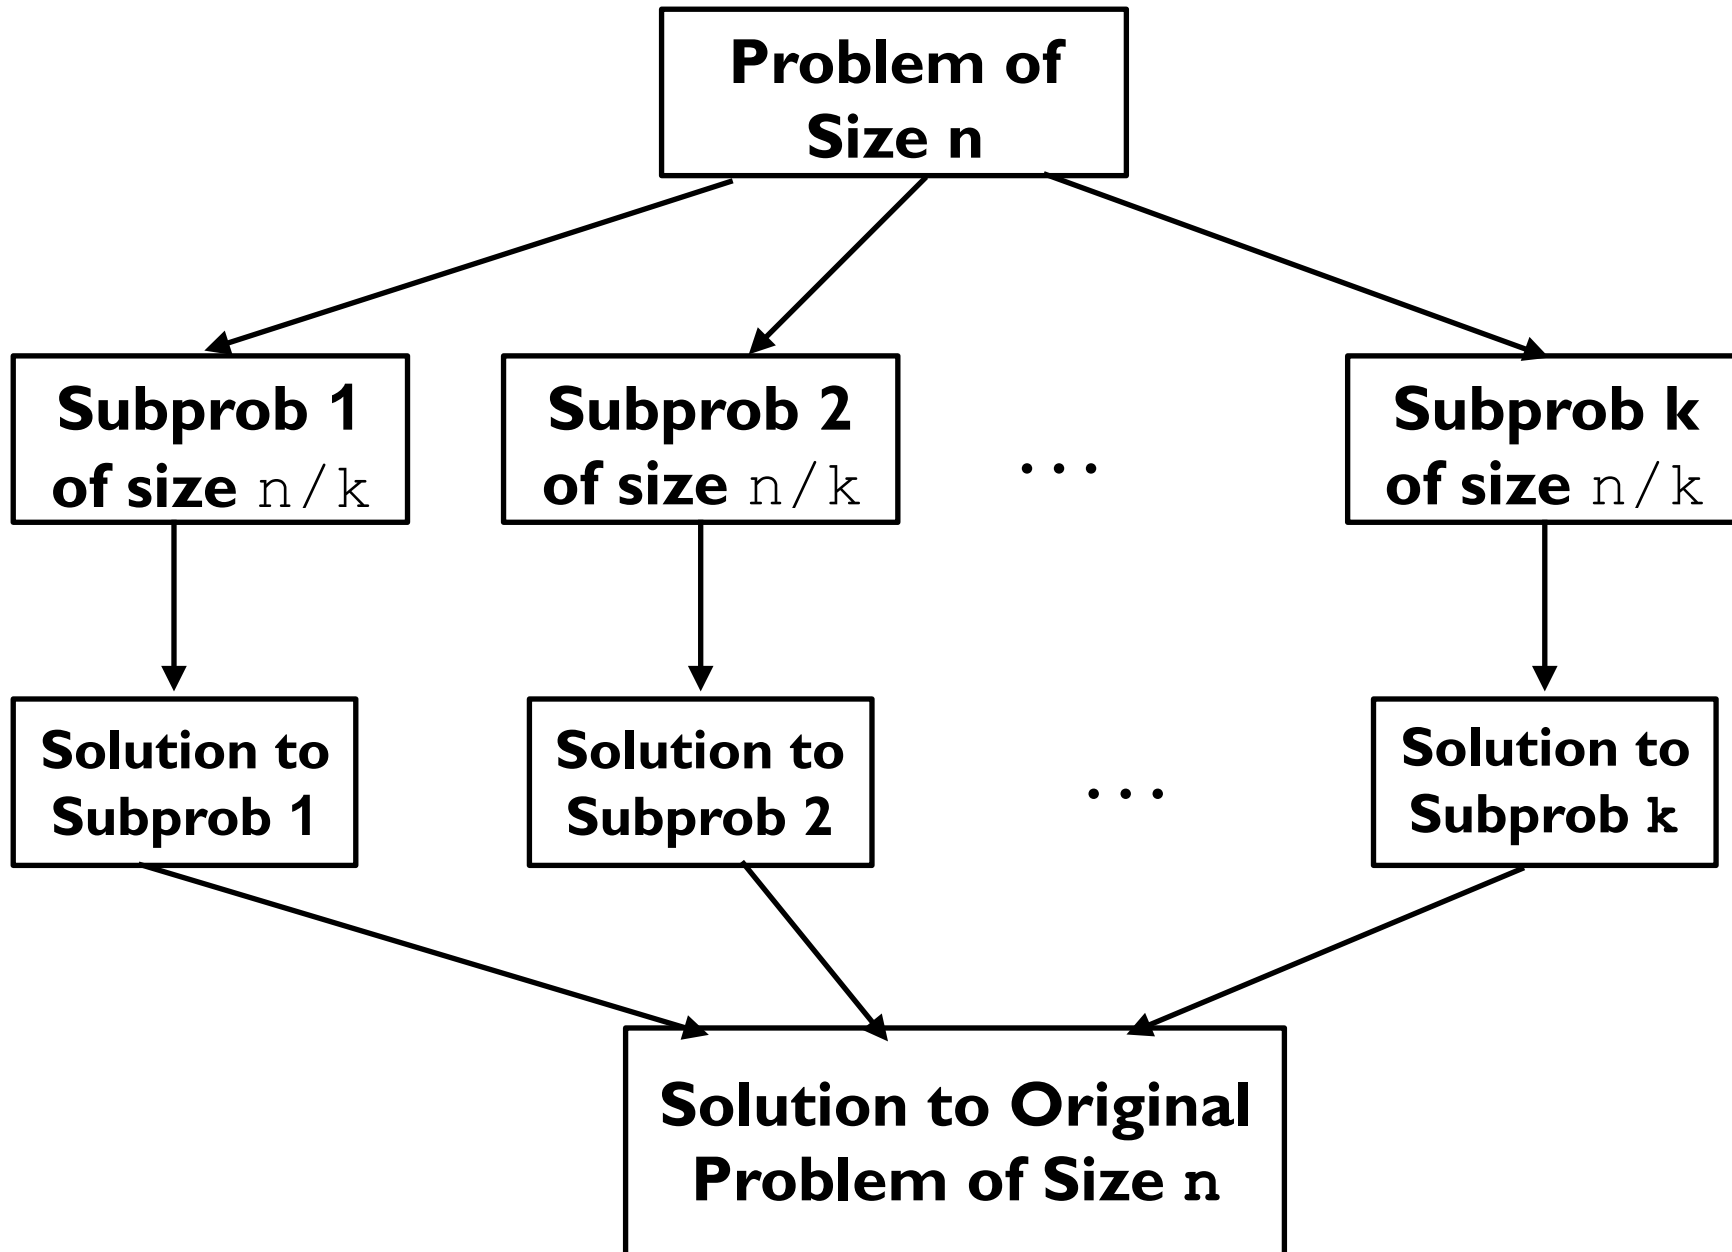 Problem of
Size n
Subprob 1
of size n/k
Subprob 2
of size n/k
...
Subprob k
of size n/k
Solution to
Subprob 1
Solution to
Subprob 2
...
Solution to
Subprob k
Solution to Original
Problem of Size n